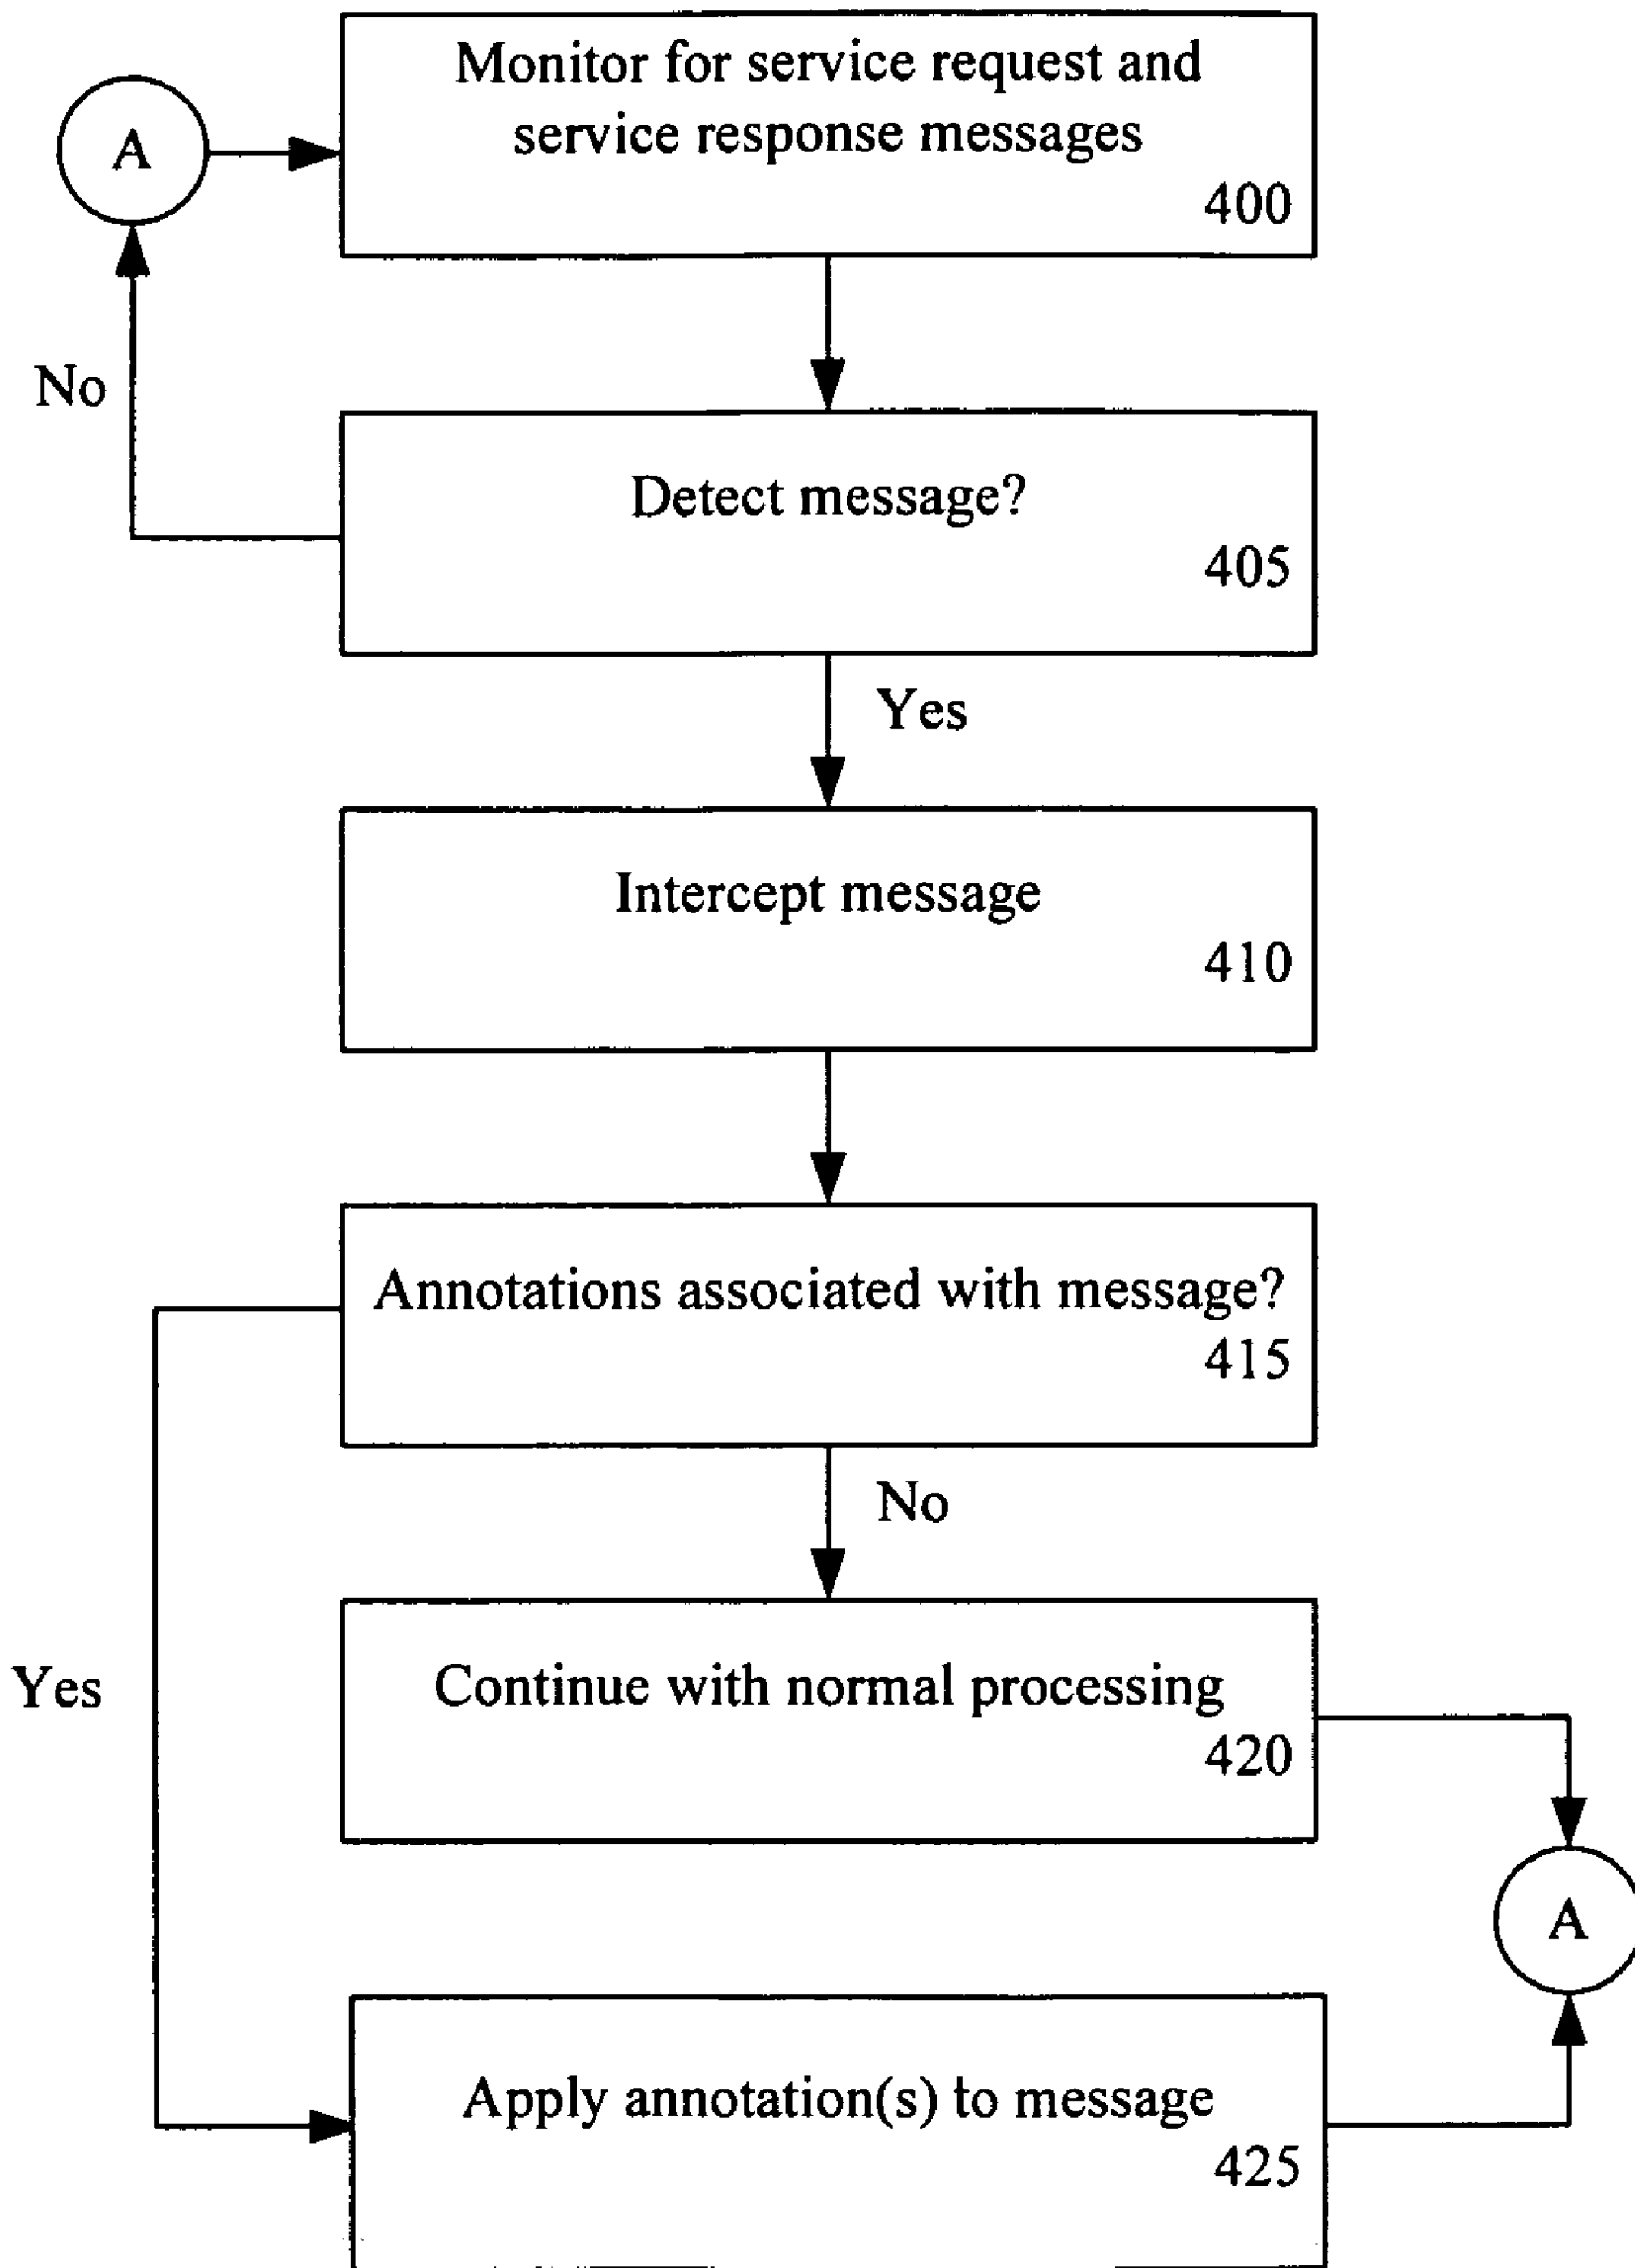 Monitor for service request and
service response messages
400
A
No
Detect message?
405
Yes
Intercept message
410
Annotations associated with message?
415
No
Yes
Continue with normal processing
420
A
Apply annotation(s) to message
425